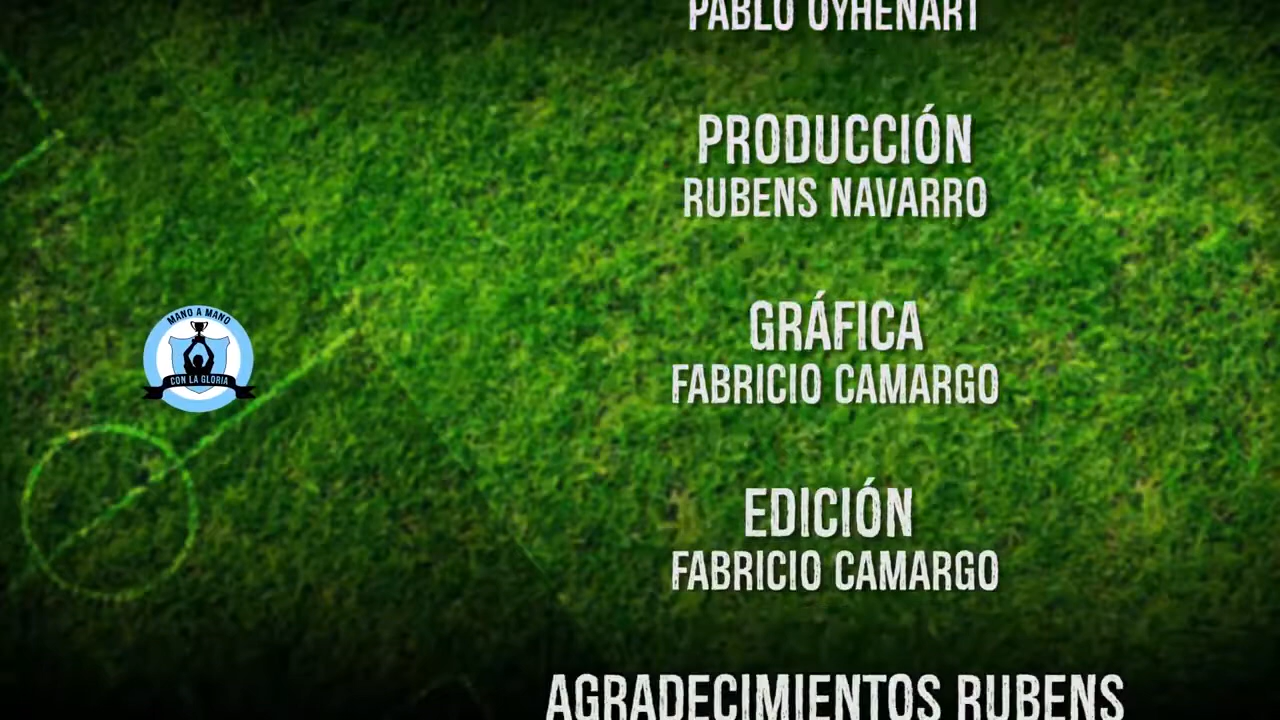 PABLO OYHENART
PRODUCCIÓN
RUBENS NAVARRO
GRÁFICA
FABRICIO CAMARGO
MANO A MANO
CON LA GLORIA
EDICIÓN
FABRICIO CAMARGO
AGRADECIMIENTOS RUBENS